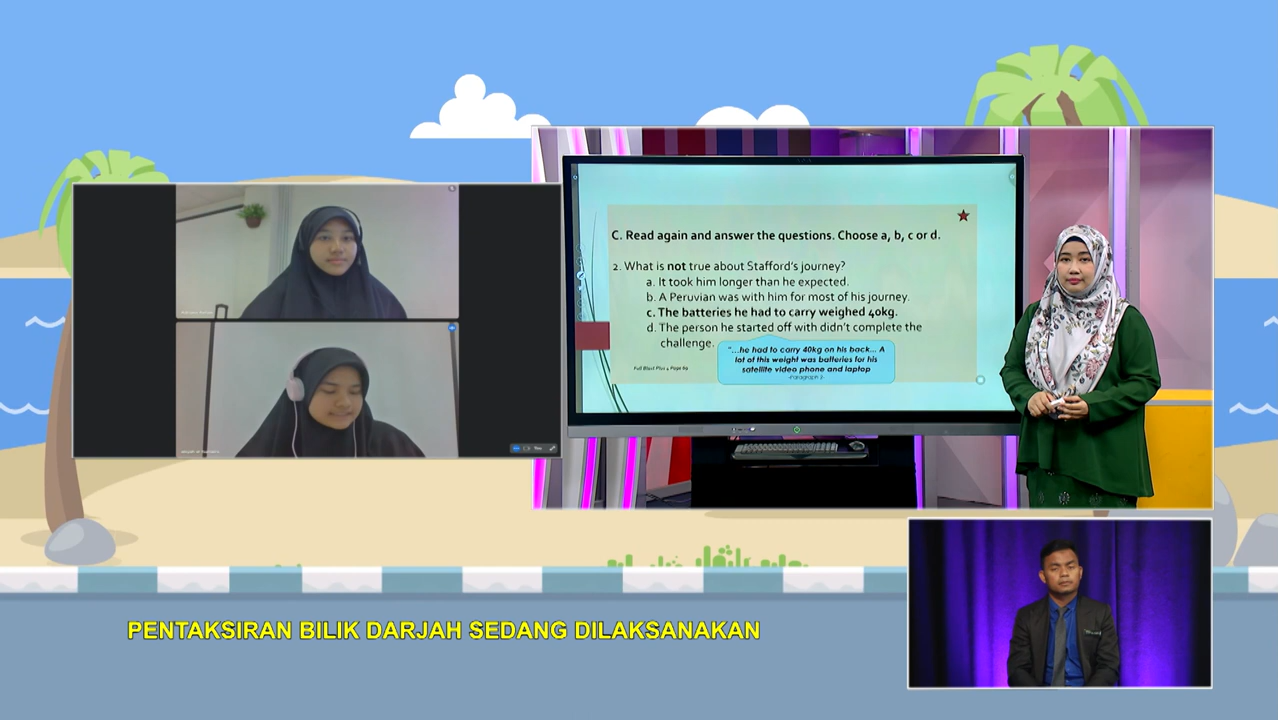 C. Read again and answer the questions. Choose a, b, c or d.
2. What is not true about Stafford's journey?
a. It took him longer than he expected.
b. A Peruvian was with him for most of his journey.
c. The batteries he had to carry weighed 40kg.
d. The person he started off with didn't complete the
challenge.
"...he had to carry 40kg on his back... A
lot of this weight was batteries for his
satellite video phone and laptop
-Paragraph 3
Full Blast Plus 4 Page 69
PENTAKSIRAN BILIK DARJAH SEDANG DILAKSANAKAN